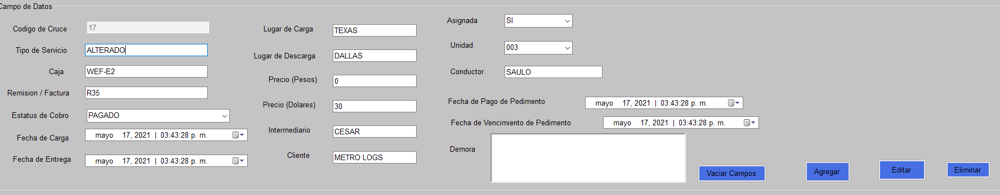 Campo de Datos
Codigo de Cruce 17
Tipo de Servicio ALTERADO
Caja WEF-E2
Remision / Factura R35
Estatus de Cobro PAGADO
Fecha de Carga mayo 17, 2021 | 03:43:28 p. m.
Fecha de Entrega mayo 17, 2021 | 03:43:28 p. m.
Lugar de Carga TEXAS
Lugar de Descarga DALLAS
Precio (Pesos) 0
Precio (Dolares) 30
Intermediario CESAR
Cliente METRO LOGS
Asignada SI
Unidad 003
Conductor SAULO
Fecha de Pago de Pedimento mayo 17, 2021 | 03:43:28 p. m.
Fecha de Vencimiento de Pedimento mayo 17, 2021 | 03:43:28 p. m.
Demora
Vaciar Campos Agregar Editar Eliminar